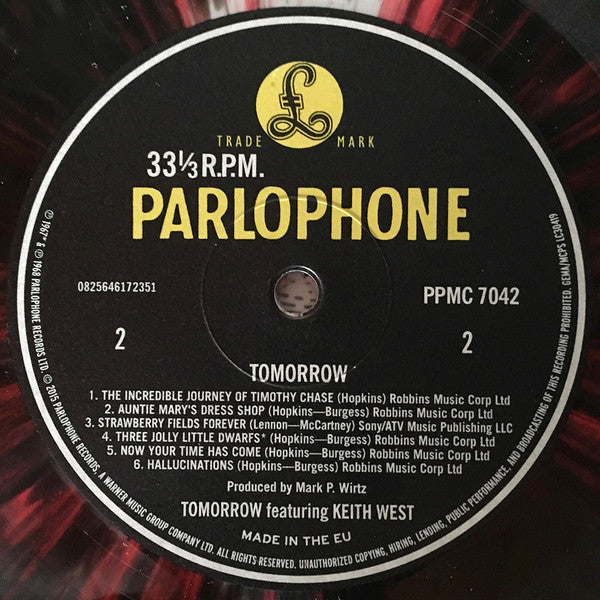 TRADE MARK
33⅓ R.P.M.
PARLOPHONE
0825646172351
PPMC 7042
2
2
TOMORROW
1. THE INCREDIBLE JOURNEY OF TIMOTHY CHASE (Hopkins) Robbins Music Corp Ltd
2. AUNTIE MARY'S DRESS SHOP (Hopkins—Burgess) Robbins Music Corp Ltd
3. STRAWBERRY FIELDS FOREVER (Lennon—McCartney) Sony/ATV Music Publishing LLC
4. THREE JOLLY LITTLE DWARFS* (Hopkins—Burgess) Robbins Music Corp Ltd
5. NOW YOUR TIME HAS COME (Hopkins—Burgess) Robbins Music Corp Ltd
6. HALLUCINATIONS (Hopkins—Burgess) Robbins Music Corp Ltd
Produced by Mark P. Wirtz
TOMORROW featuring KEITH WEST
MADE IN THE EU
℗ 1967* & ℗ 1968 PARLOPHONE RECORDS LTD. © 2015 PARLOPHONE RECORDS, A WARNER MUSIC GROUP COMPANY LTD. ALL RIGHTS RESERVED. UNAUTHORIZED COPYING, HIRING, LENDING, PUBLIC PERFORMANCE, AND BROADCASTING OF THIS RECORDING PROHIBITED. GEMA/MCPS LC30419